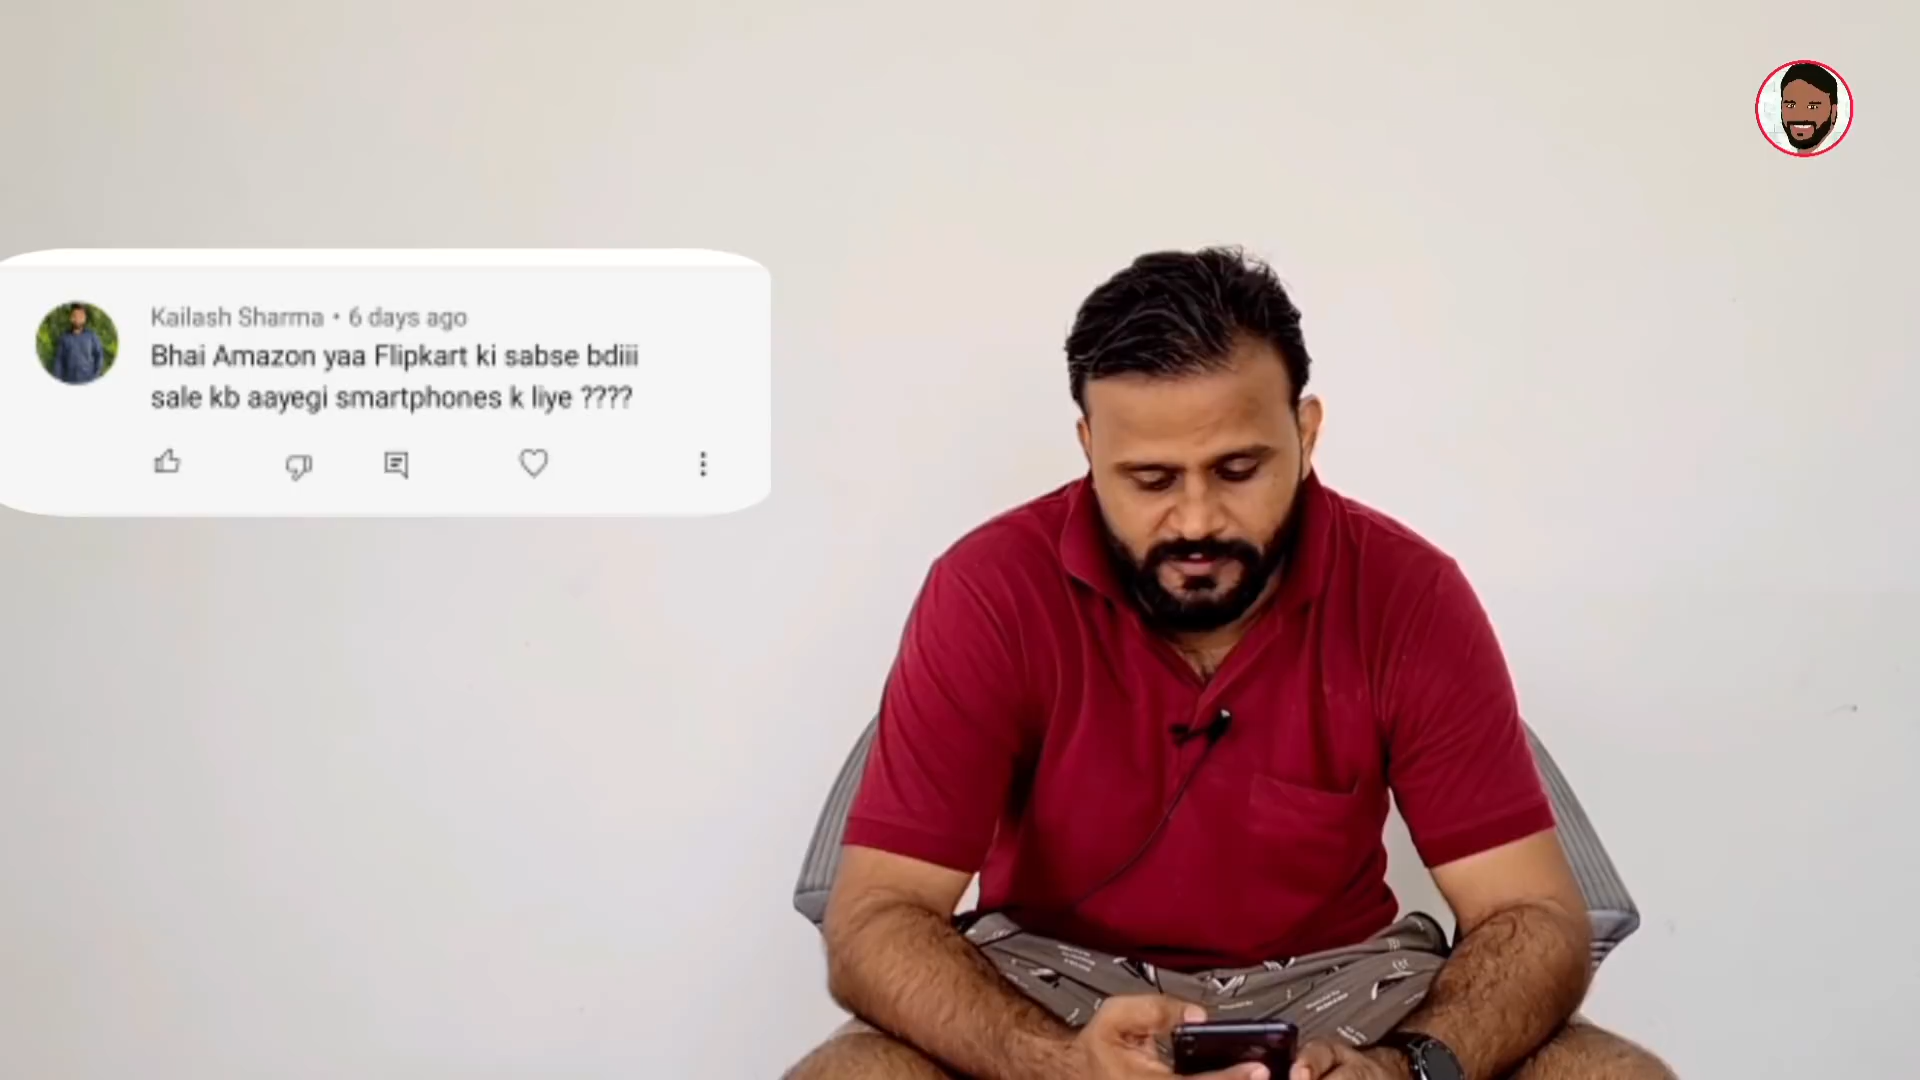 Kailash Sharma • 6 days ago
Bhai Amazon yaa Flipkart ki sabse bdiii
sale kb aayegi smartphones k liye ????